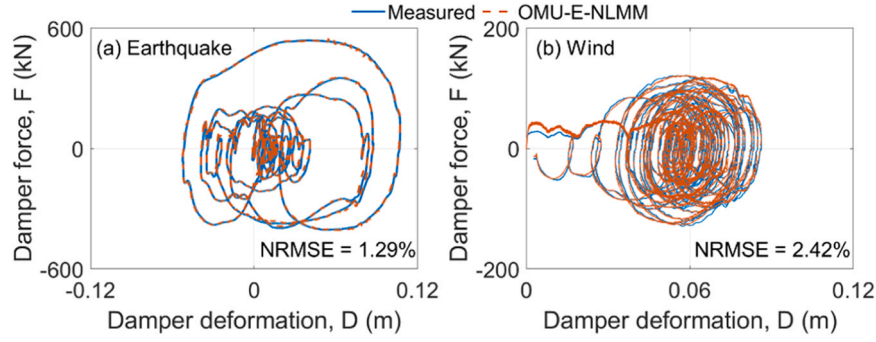 Measured OMU-E-NLMM
(a) Earthquake
600
0
-600
Damper force, F (kN)
NRMSE = 1.29%
-0.12 0 0.12
Damper deformation, D (m)
(b) Wind
200
0
-200
Damper force, F (kN)
NRMSE = 2.42%
0 0.06 0.12
Damper deformation, D (m)